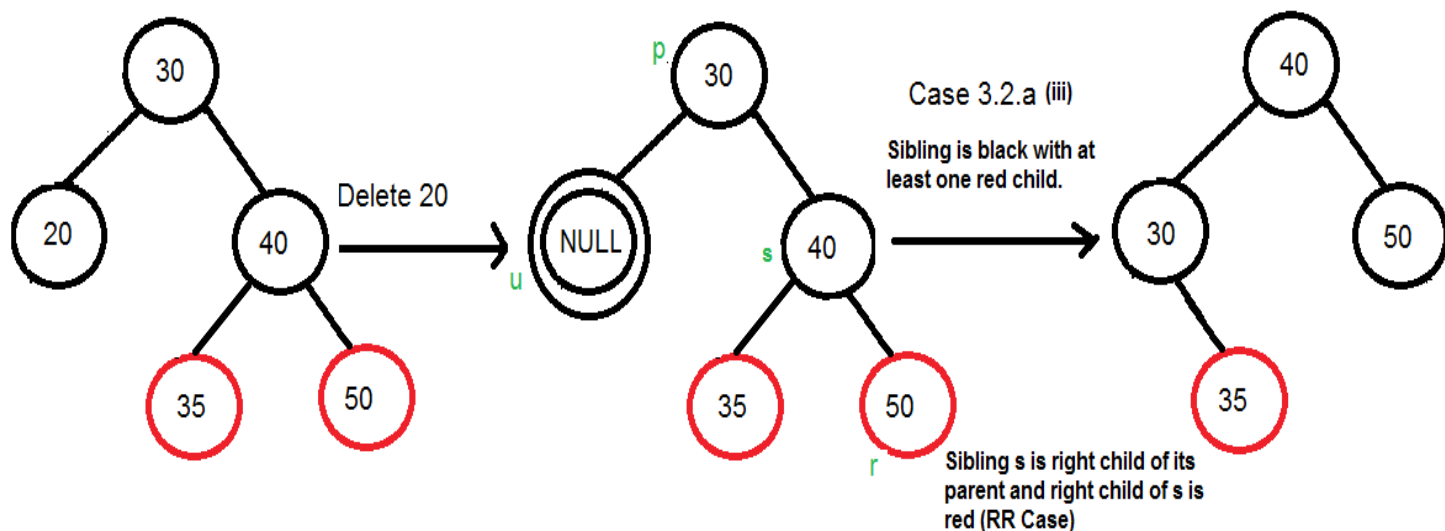 30
20
40
35
50
Delete 20
p
30
NULL
u
s
40
35
50
r
Case 3.2.a (iii)
Sibling is black with at
least one red child.
Sibling s is right child of its
parent and right child of s is
red (RR Case)
40
30
50
35